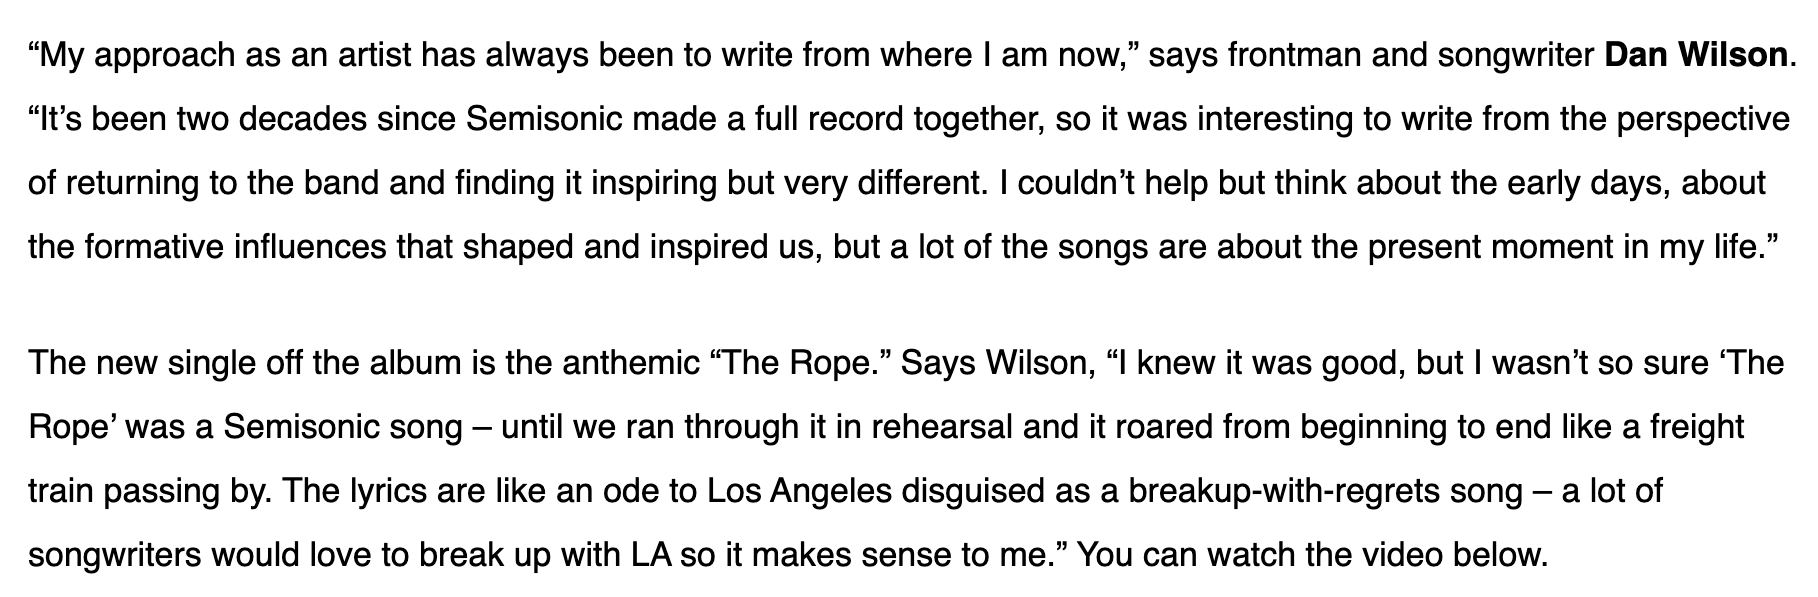 “My approach as an artist has always been to write from where I am now,” says frontman and songwriter Dan Wilson.
“It’s been two decades since Semisonic made a full record together, so it was interesting to write from the perspective
of returning to the band and finding it inspiring but very different. I couldn’t help but think about the early days, about
the formative influences that shaped and inspired us, but a lot of the songs are about the present moment in my life.”
The new single off the album is the anthemic “The Rope.” Says Wilson, “I knew it was good, but I wasn’t so sure ‘The
Rope’ was a Semisonic song – until we ran through it in rehearsal and it roared from beginning to end like a freight
train passing by. The lyrics are like an ode to Los Angeles disguised as a breakup-with-regrets song – a lot of
songwriters would love to break up with LA so it makes sense to me.” You can watch the video below.